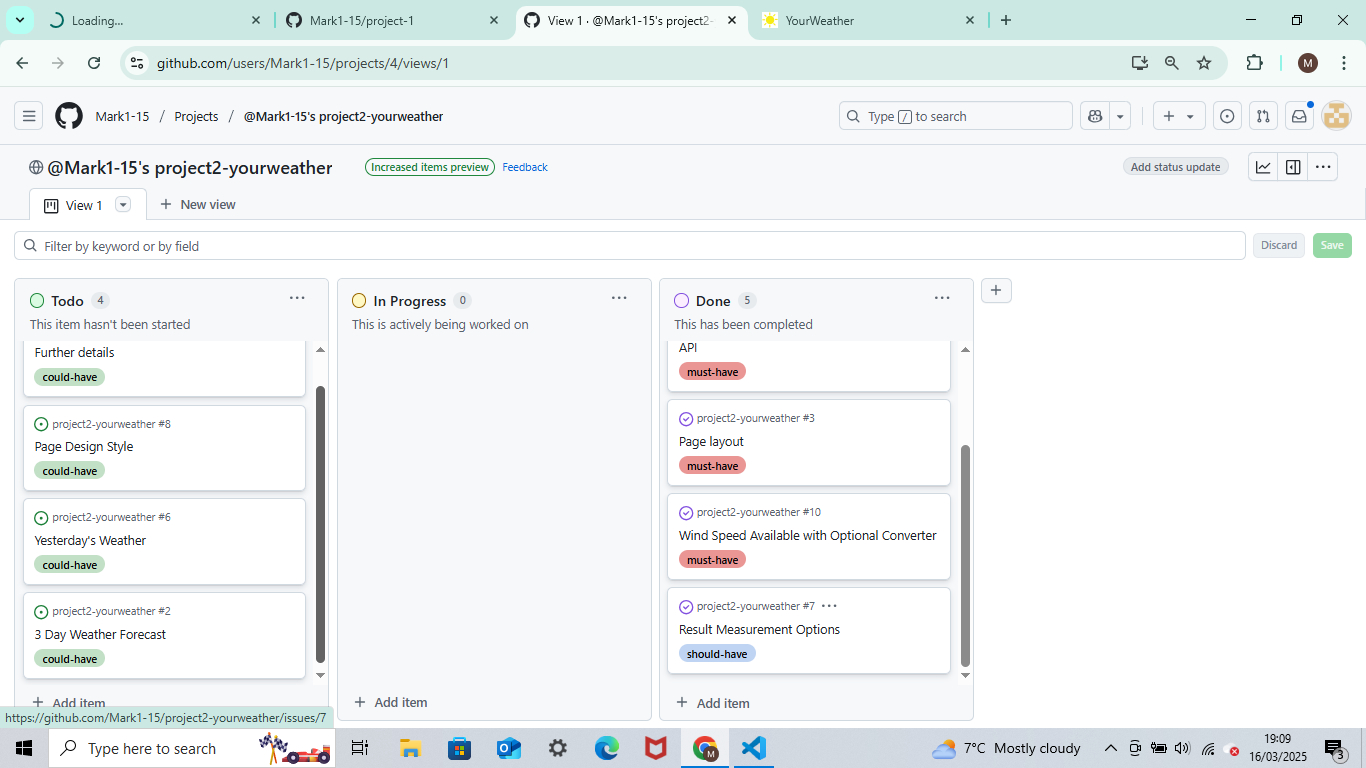 Loading...
Mark1-15/project-1
View 1 · @Mark1-15's project2-
YourWeather
github.com/users/Mark1-15/projects/4/views/1
M
Mark1-15 / Projects / @Mark1-15's project2-yourweather
Type / to search
@Mark1-15's project2-yourweather
Increased items preview
Feedback
Add status update
View 1
New view
Filter by keyword or by field
Discard
Save
Todo 4
This item hasn't been started
Further details
could-have
project2-yourweather #8
Page Design Style
could-have
project2-yourweather #6
Yesterday's Weather
could-have
project2-yourweather #2
3 Day Weather Forecast
could-have
Add item
In Progress 0
This is actively being worked on
Add item
Done 5
This has been completed
API
must-have
project2-yourweather #3
Page layout
must-have
project2-yourweather #10
Wind Speed Available with Optional Converter
must-have
project2-yourweather #7
Result Measurement Options
should-have
Add item
https://github.com/Mark1-15/project2-yourweather/issues/7
Type here to search
M
7°C Mostly cloudy
19:09
16/03/2025
3